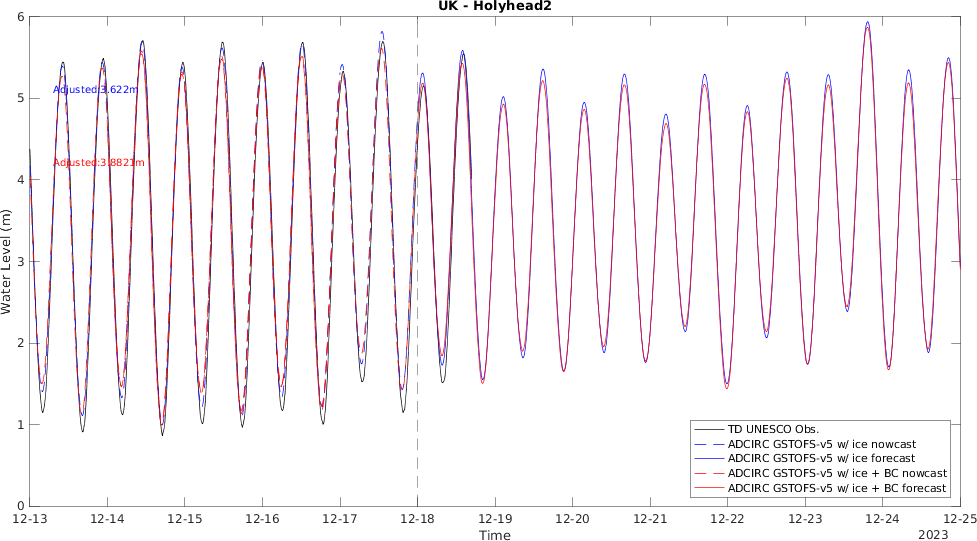 UK - Holyhead2
6
5
4
3
2
1
0
Water Level (m)
Adjusted:3.622m
Adjusted:3.8821m
TD UNESCO Obs.
ADCIRC GSTOFS-v5 w/ ice nowcast
ADCIRC GSTOFS-v5 w/ ice forecast
ADCIRC GSTOFS-v5 w/ ice + BC nowcast
ADCIRC GSTOFS-v5 w/ ice + BC forecast
12-13 12-14 12-15 12-16 12-17 12-18 12-19 12-20 12-21 12-22 12-23 12-24 12-25
Time
2023